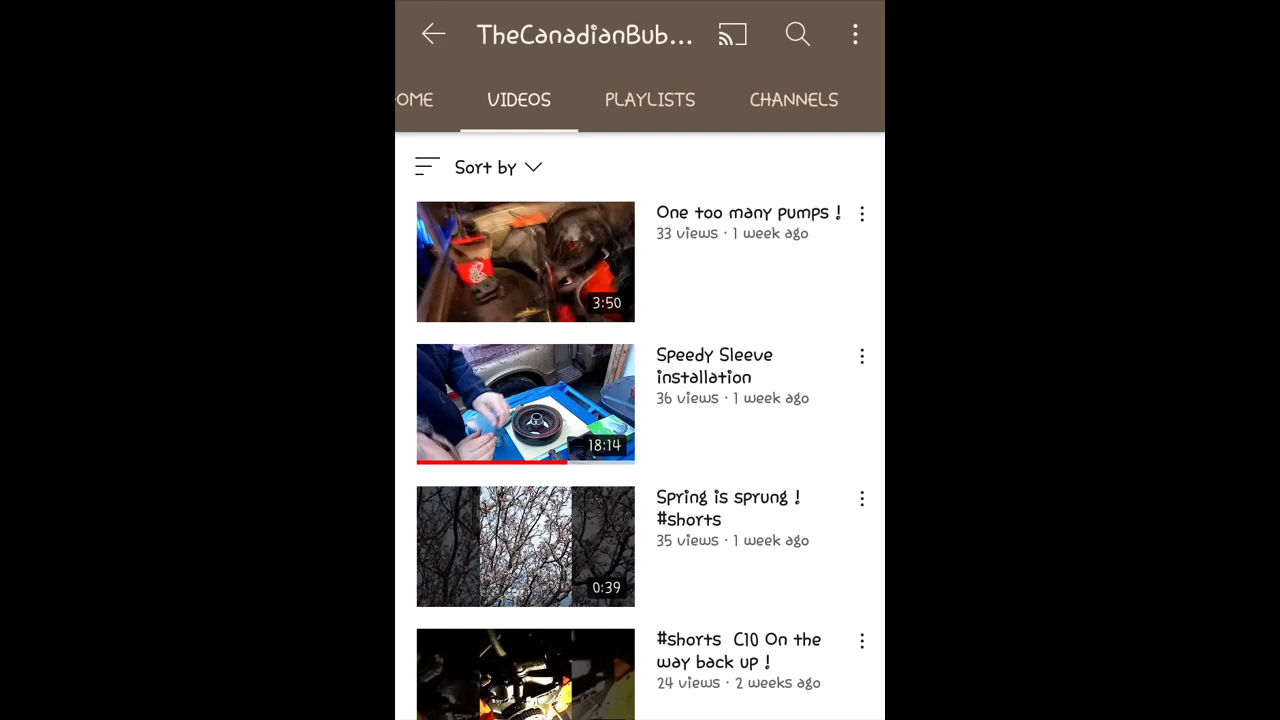 TheCanadianBub...
OME
VIDEOS
PLAYLISTS
CHANNELS
Sort by
One too many pumps !
33 views · 1 week ago
3:50
Speedy Sleeve
installation
36 views · 1 week ago
18:14
Spring is sprung !
#shorts
35 views · 1 week ago
0:39
#shorts C10 On the
way back up !
24 views · 2 weeks ago